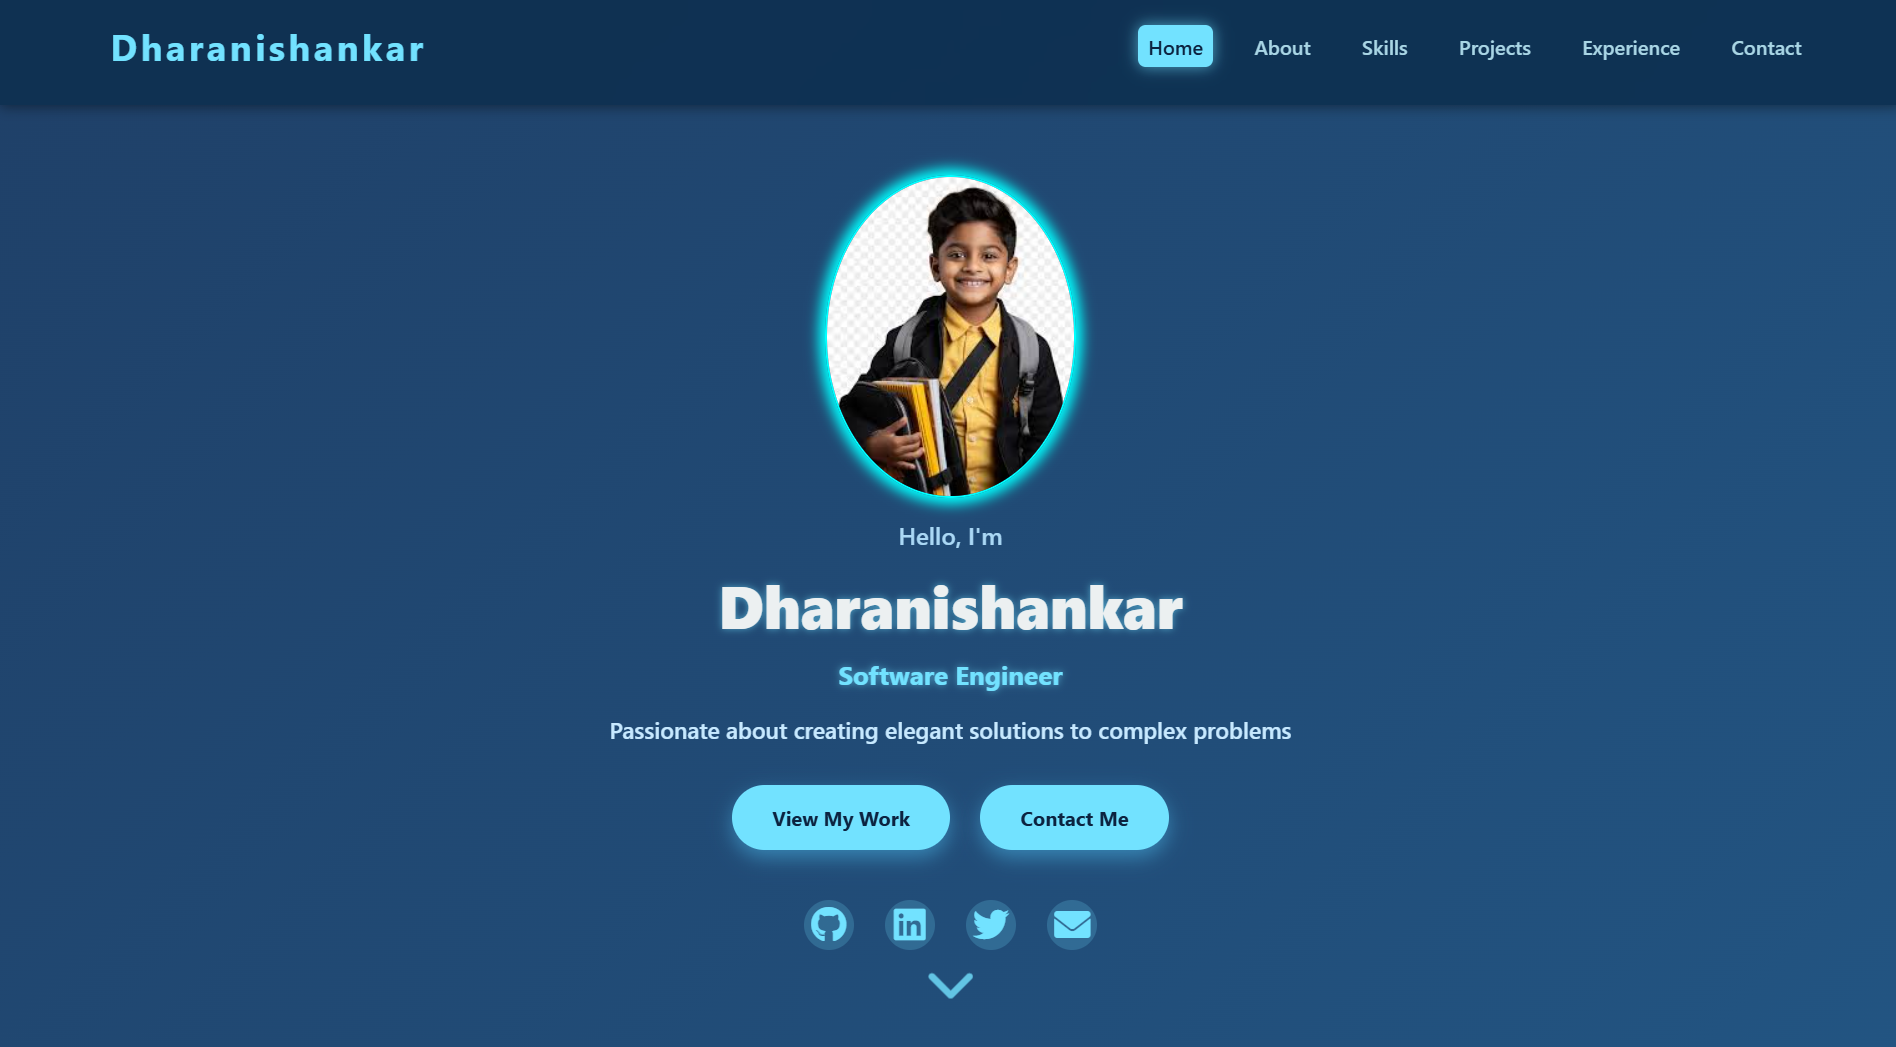 Dharanishankar
Home About Skills Projects Experience Contact
Hello, I'm
Dharanishankar
Software Engineer
Passionate about creating elegant solutions to complex problems
View My Work Contact Me
in